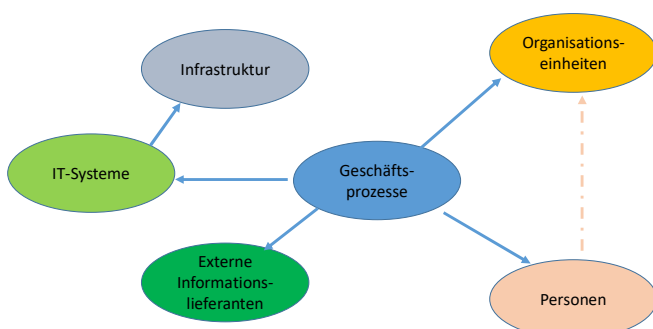 Organisations-
einheiten
Infrastruktur
IT-Systeme
Geschäfts-
prozesse
Externe
Informations-
lieferanten
Personen